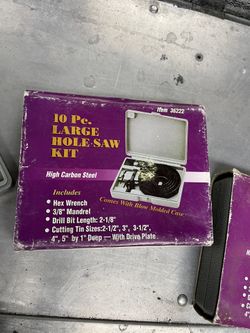 10 Pc.
Item 36222
LARGE
HOLE SAW
KIT
High Carbon Steel
Includes
• Hex Wrench
Comes With Blow Molded Case
• 3/8" Mandrel
• Drill Bit Length: 2-1/8"
• Cutting Tin Sizes:2-1/2", 3", 3-1/2",
4", 5" by 1" Deep — With Drive Plate